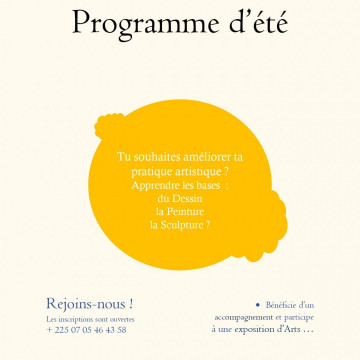 Programme d'été
Tu souhaites améliorer ta
pratique artistique ?
Apprendre les bases :
du Dessin
la Peinture
la Sculpture ?
Rejoins-nous !
Les inscriptions sont ouvertes
+ 225 07 05 46 43 58
• Bénéficie d'un
accompagnement et participe
à une exposition d'Arts ...